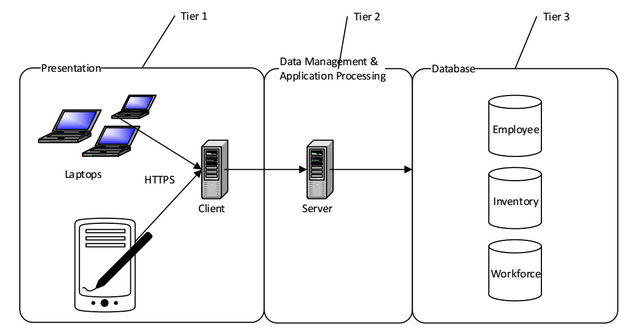 Tier 1
Tier 2
Tier 3
Presentation
Data Management &
Application Processing
Database
Employee
Laptops
HTTPS
Inventory
Client
Server
Workforce